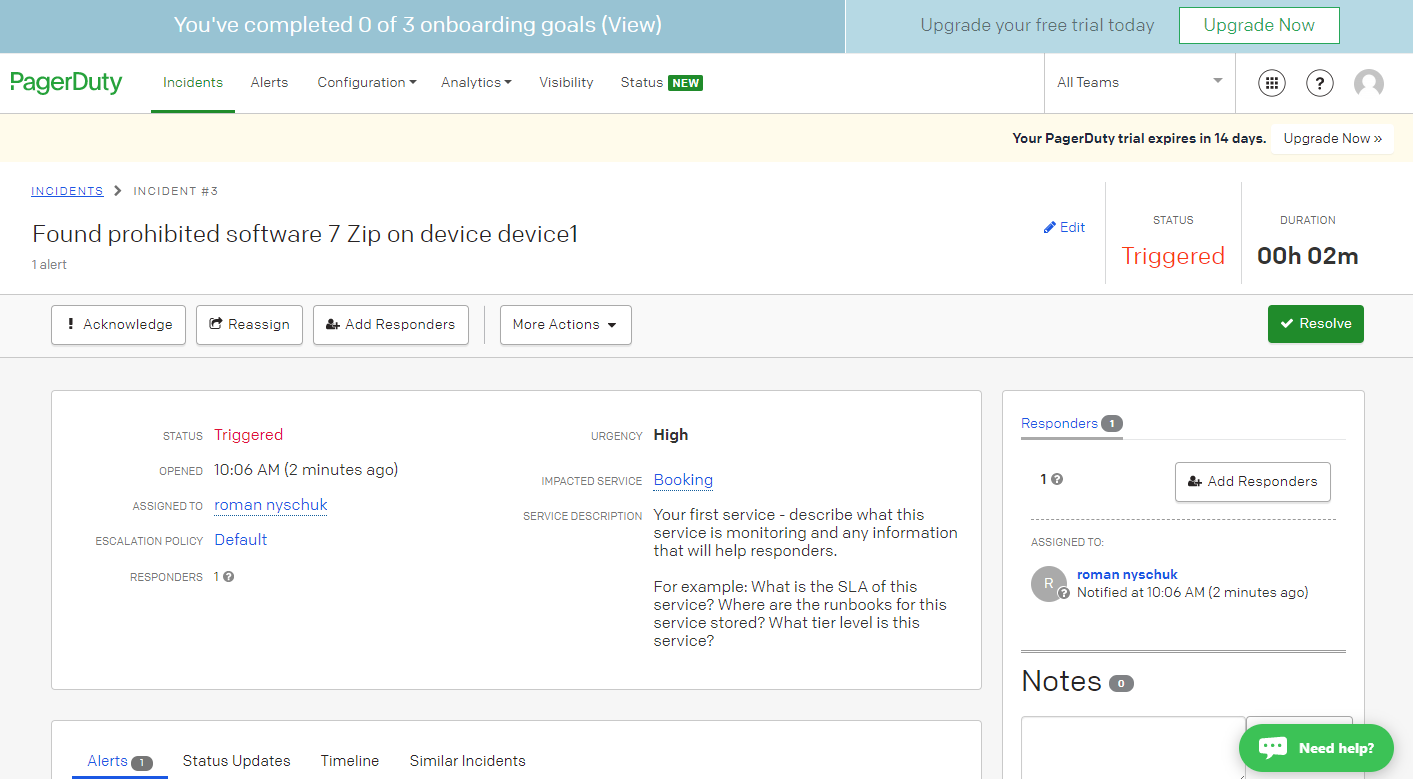 You've completed 0 of 3 onboarding goals (View)
Upgrade your free trial today
Upgrade Now
PagerDuty
Incidents
Alerts
Configuration
Analytics
Visibility
Status NEW
All Teams
?
Your PagerDuty trial expires in 14 days.
Upgrade Now »
INCIDENTS
INCIDENT #3
Found prohibited software 7 Zip on device device1
1 alert
Edit
STATUS
Triggered
DURATION
00h 02m
Acknowledge
Reassign
Add Responders
More Actions
Resolve
STATUS Triggered
OPENED 10:06 AM (2 minutes ago)
ASSIGNED TO roman nyschuk
ESCALATION POLICY Default
RESPONDERS 1 ?
URGENCY High
IMPACTED SERVICE Booking
SERVICE DESCRIPTION Your first service - describe what this
service is monitoring and any information
that will help responders.
For example: What is the SLA of this
service? Where are the runbooks for this
service stored? What tier level is this
service?
Responders 1
1 ?
Add Responders
ASSIGNED TO:
R ?
roman nyschuk
Notified at 10:06 AM (2 minutes ago)
Notes 0
Need help?
Alerts 1
Status Updates
Timeline
Similar Incidents